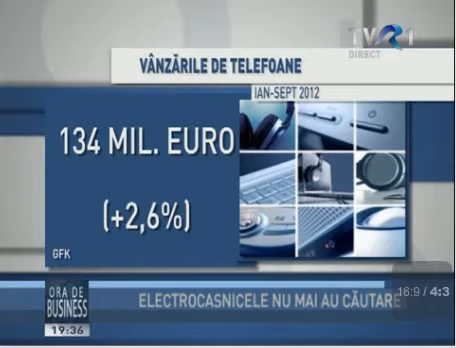 TVR1
DIRECT
VÂNZĂRILE DE TELEFOANE
IAN-SEPT 2012
134 MIL. EURO
(+2,6%)
GFK
16:9 / 4:3
ORA DE
BUSINESS
ELECTROCASNICELE NU MAI AU CĂUTARE
19:36